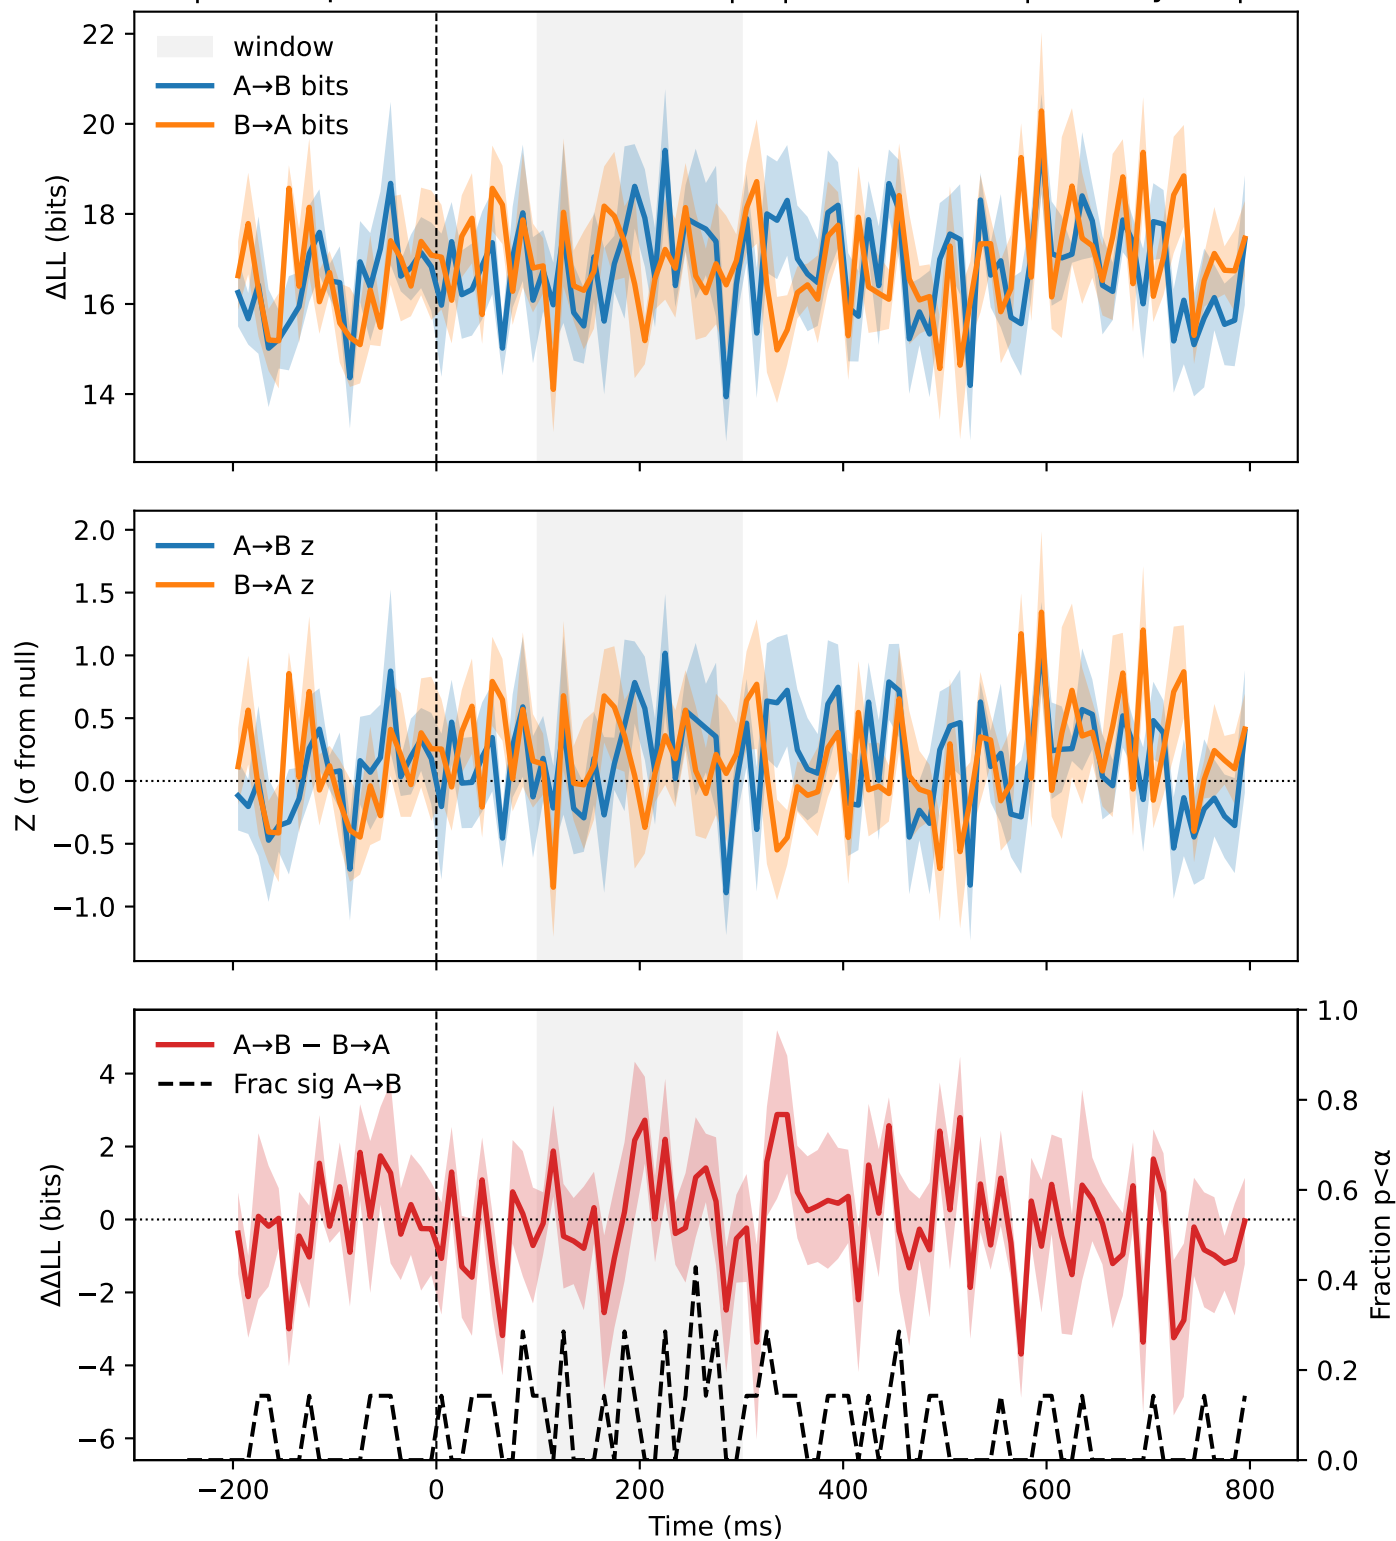 22
20
18
16
14
ΔLL (bits)
window
A→B bits
B→A bits
2.0
1.5
1.0
0.5
0.0
−0.5
−1.0
Z (σ from null)
A→B z
B→A z
4
2
0
−2
−4
−6
ΔΔLL (bits)
A→B − B→A
Frac sig A→B
1.0
0.8
0.6
0.4
0.2
0.0
Fraction p<α
−200
0
200
400
600
800
Time (ms)